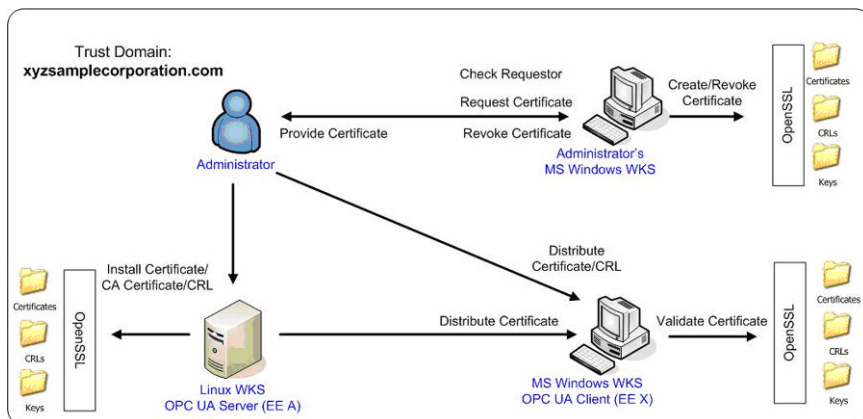 Trust Domain:
xyzsamplecorporation.com
Administrator
Provide Certificate
Check Requestor
Request Certificate
Revoke Certificate
Administrator's
MS Windows WKS
Create/Revoke
Certificate
OpenSSL
Certificates
CRLs
Keys
Install Certificate/
CA Certificate/CRL
Distribute
Certificate/CRL
Certificates
CRLs
Keys
OpenSSL
Linux WKS
OPC UA Server (EE A)
Distribute Certificate
MS Windows WKS
OPC UA Client (EE X)
Validate Certificate
OpenSSL
Certificates
CRLs
Keys